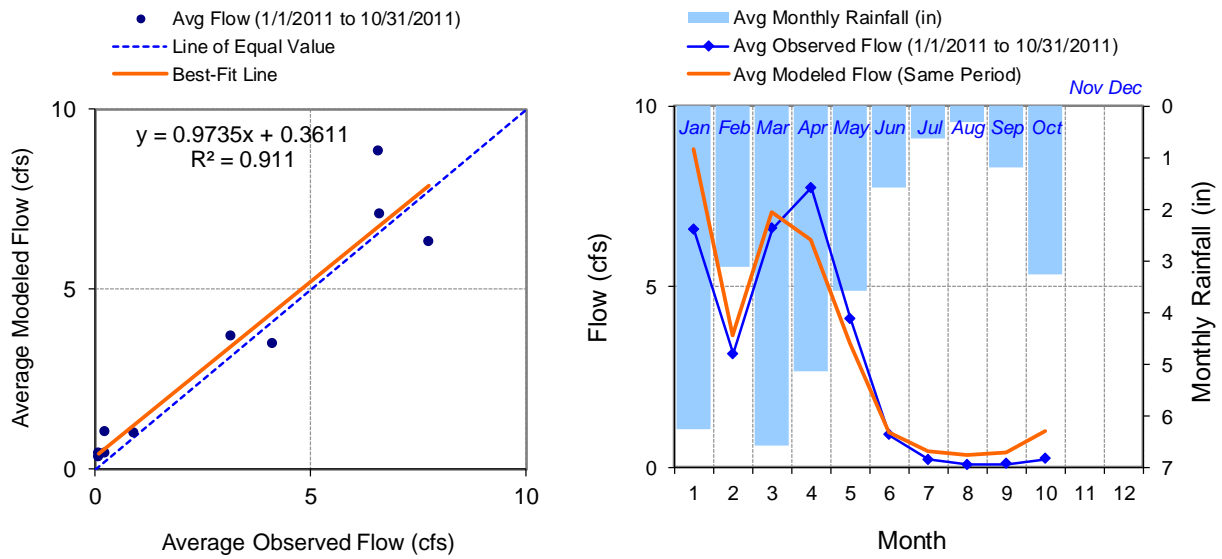 Avg Flow (1/1/2011 to 10/31/2011)
Line of Equal Value
Best-Fit Line
10
y = 0.9735x + 0.3611
R² = 0.911
5
0
0
5
10
Average Modeled Flow (cfs)
Average Observed Flow (cfs)
Avg Monthly Rainfall (in)
Avg Observed Flow (1/1/2011 to 10/31/2011)
Avg Modeled Flow (Same Period)
Nov Dec
Jan Feb Mar Apr May Jun Jul Aug Sep Oct
10
5
0
Flow (cfs)
0
1
2
3
4
5
6
7
Monthly Rainfall (in)
1 2 3 4 5 6 7 8 9 10 11 12
Month